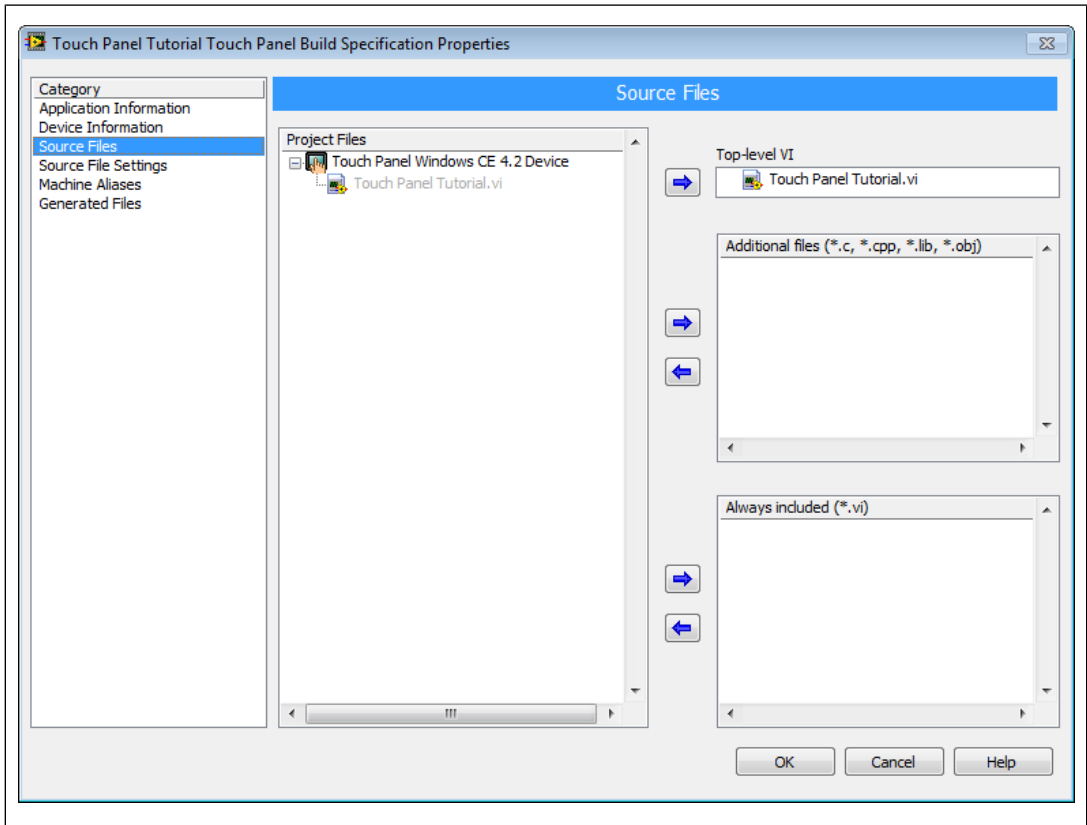 Touch Panel Tutorial Touch Panel Build Specification Properties
Category
Application Information
Device Information
Source Files
Source File Settings
Machine Aliases
Generated Files
Source Files
Project Files
Touch Panel Windows CE 4.2 Device
Touch Panel Tutorial.vi
Top-level VI
Touch Panel Tutorial.vi
Additional files (*.c, *.cpp, *.lib, *.obj)
Always included (*.vi)
OK
Cancel
Help